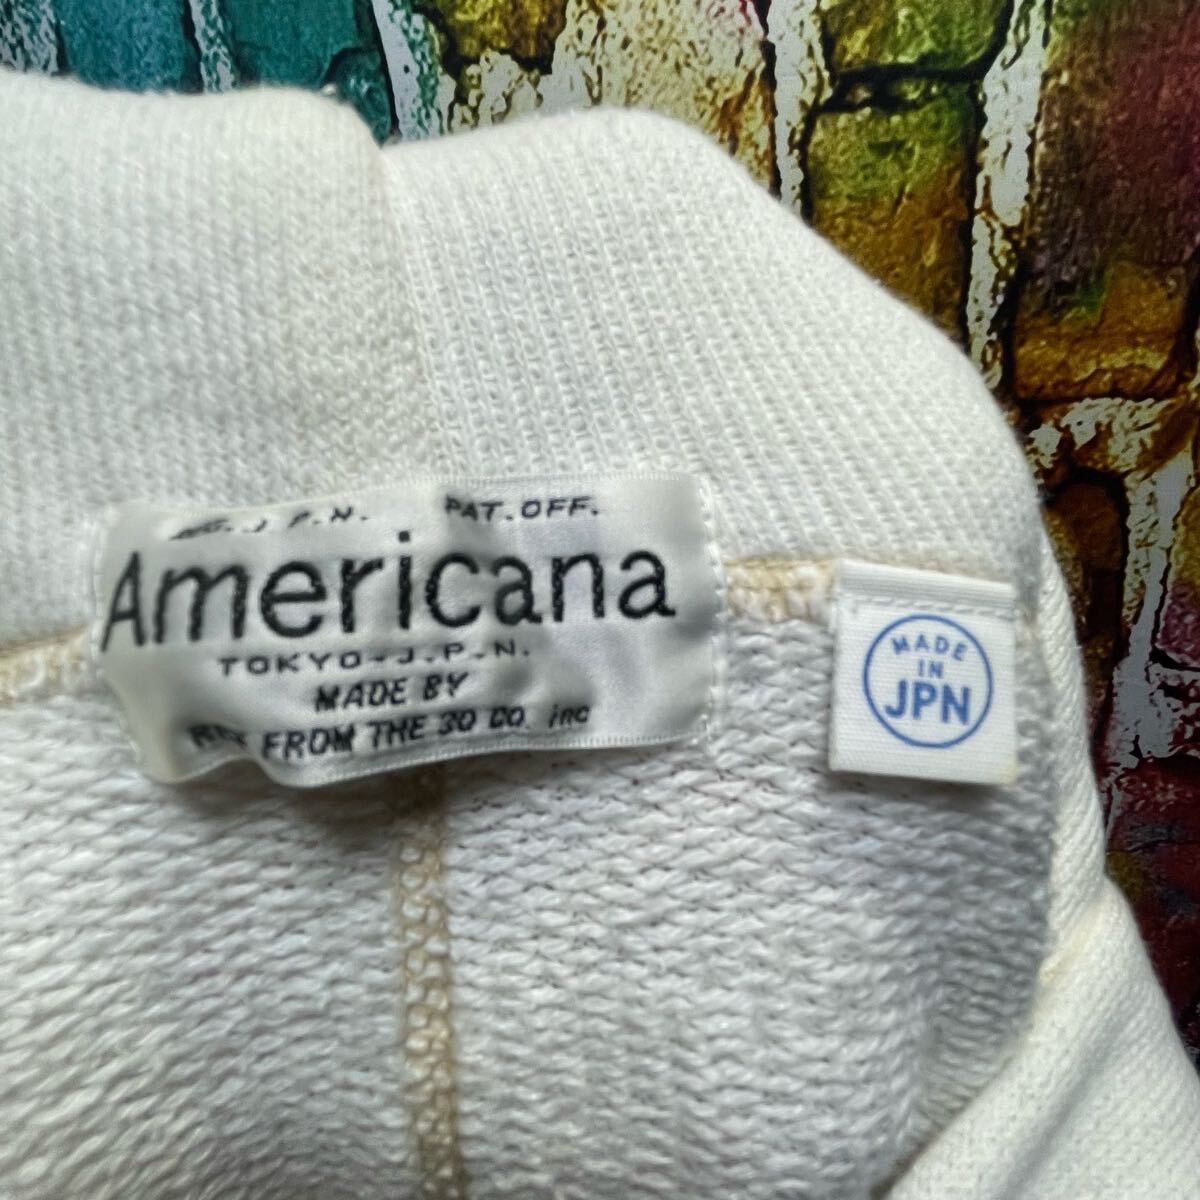 J.P.N. PAT.OFF.
Americana
TOKYO-J.P.N.
MADE BY
FROM THE 30 CO. inc
MADE
IN
JPN